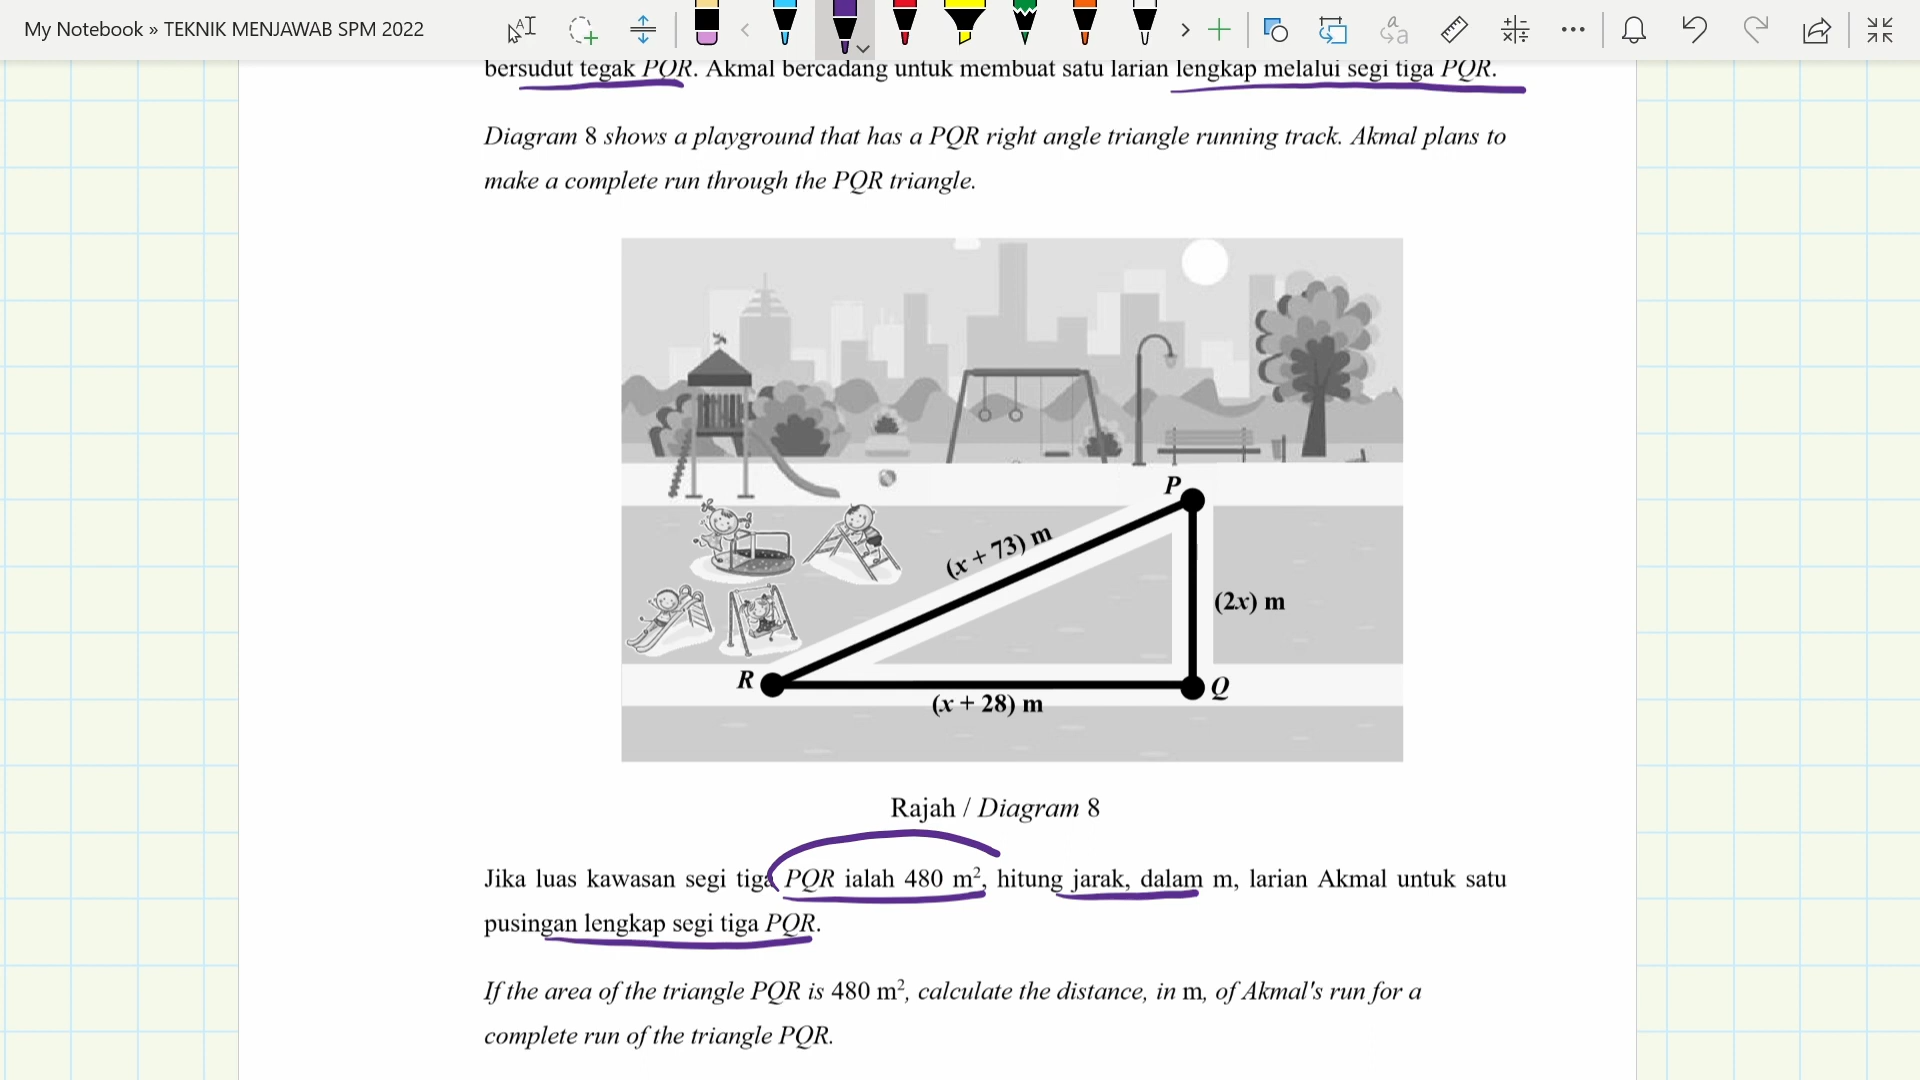 My Notebook » TEKNIK MENJAWAB SPM 2022
bersudut tegak PQR. Akmal bercadang untuk membuat satu larian lengkap melalui segi tiga PQR.
Diagram 8 shows a playground that has a PQR right angle triangle running track. Akmal plans to
make a complete run through the PQR triangle.
P
(x + 73) m
(2x) m
R
Q
(x + 28) m
Rajah / Diagram 8
Jika luas kawasan segi tiga PQR ialah 480 m², hitung jarak, dalam m, larian Akmal untuk satu
pusingan lengkap segi tiga PQR.
If the area of the triangle PQR is 480 m², calculate the distance, in m, of Akmal's run for a
complete run of the triangle PQR.